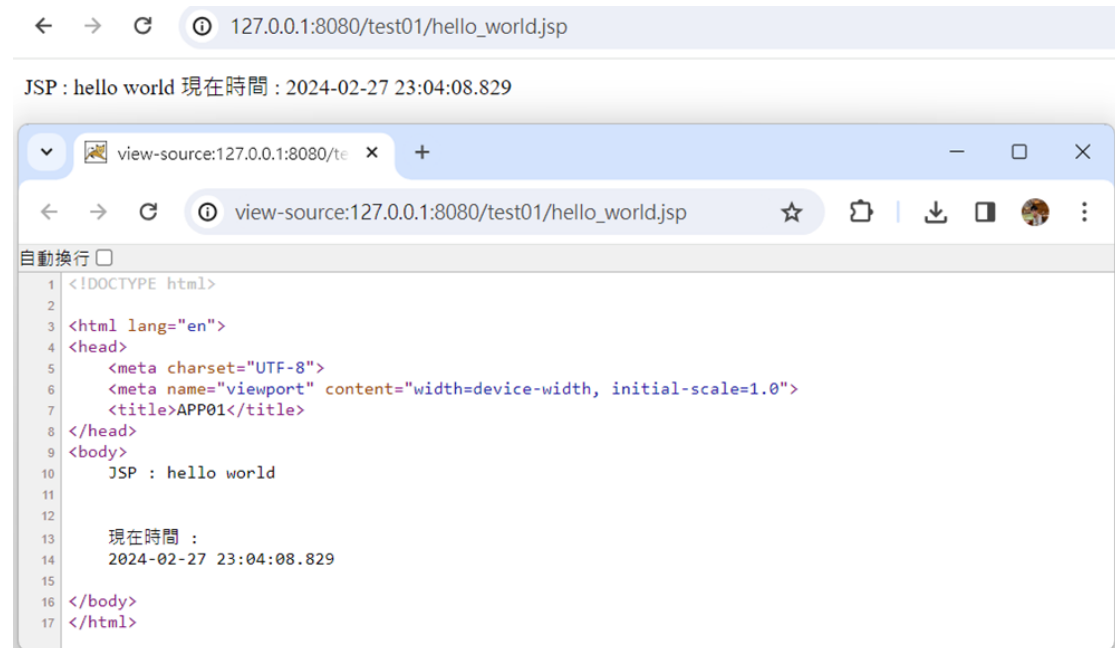 127.0.0.1:8080/test01/hello_world.jsp
JSP : hello world 現在時間 : 2024-02-27 23:04:08.829
view-source:127.0.0.1:8080/te
view-source:127.0.0.1:8080/test01/hello_world.jsp
自動換行
1 <!DOCTYPE html>
2
3 <html lang="en">
4 <head>
5     <meta charset="UTF-8">
6     <meta name="viewport" content="width=device-width, initial-scale=1.0">
7     <title>APP01</title>
8 </head>
9 <body>
10     JSP : hello world
11
12
13     現在時間 :
14     2024-02-27 23:04:08.829
15
16 </body>
17 </html>